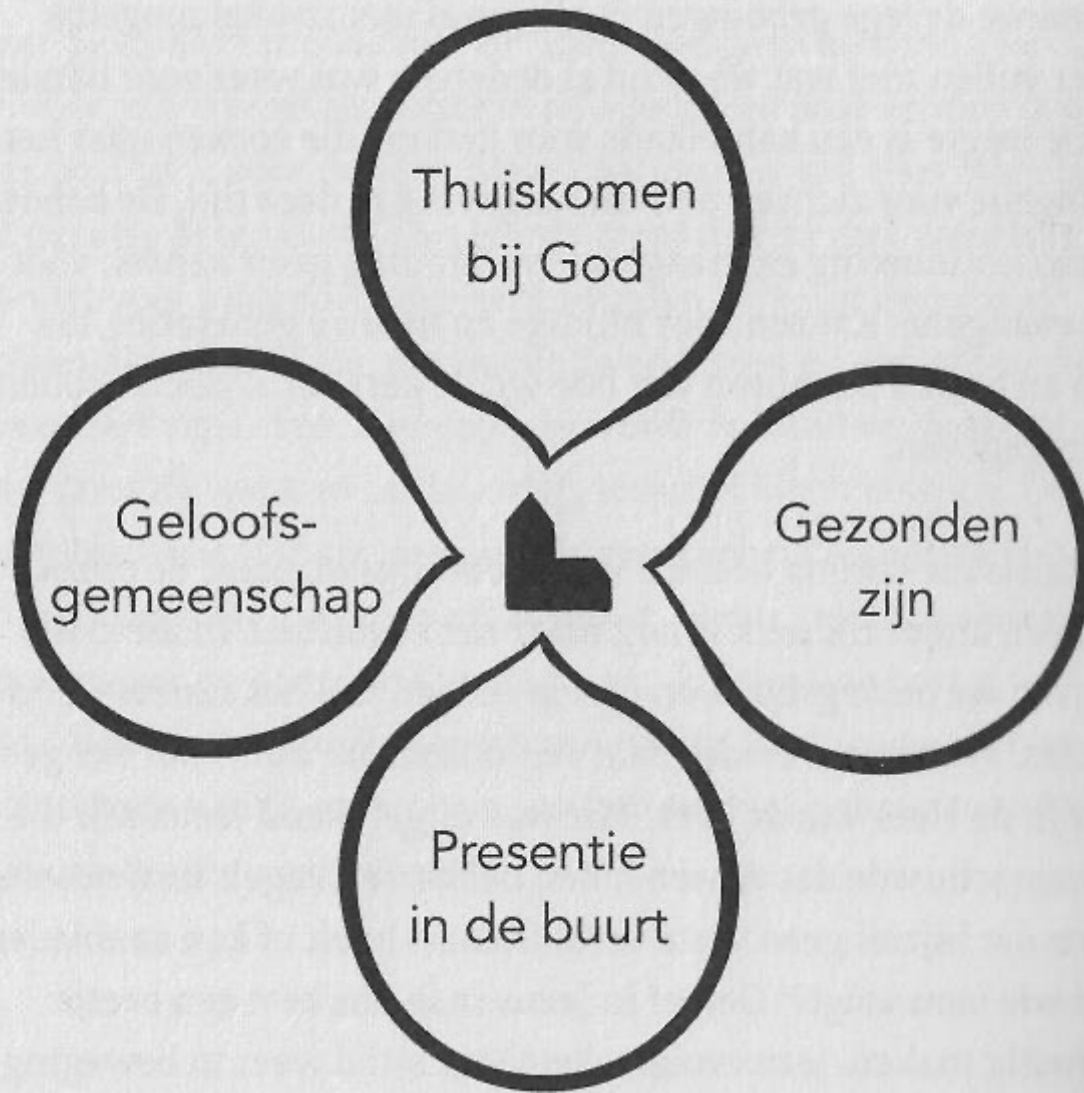 Thuiskomen
bij God
Geloofs-
gemeenschap
Gezonden
zijn
Presentie
in de buurt